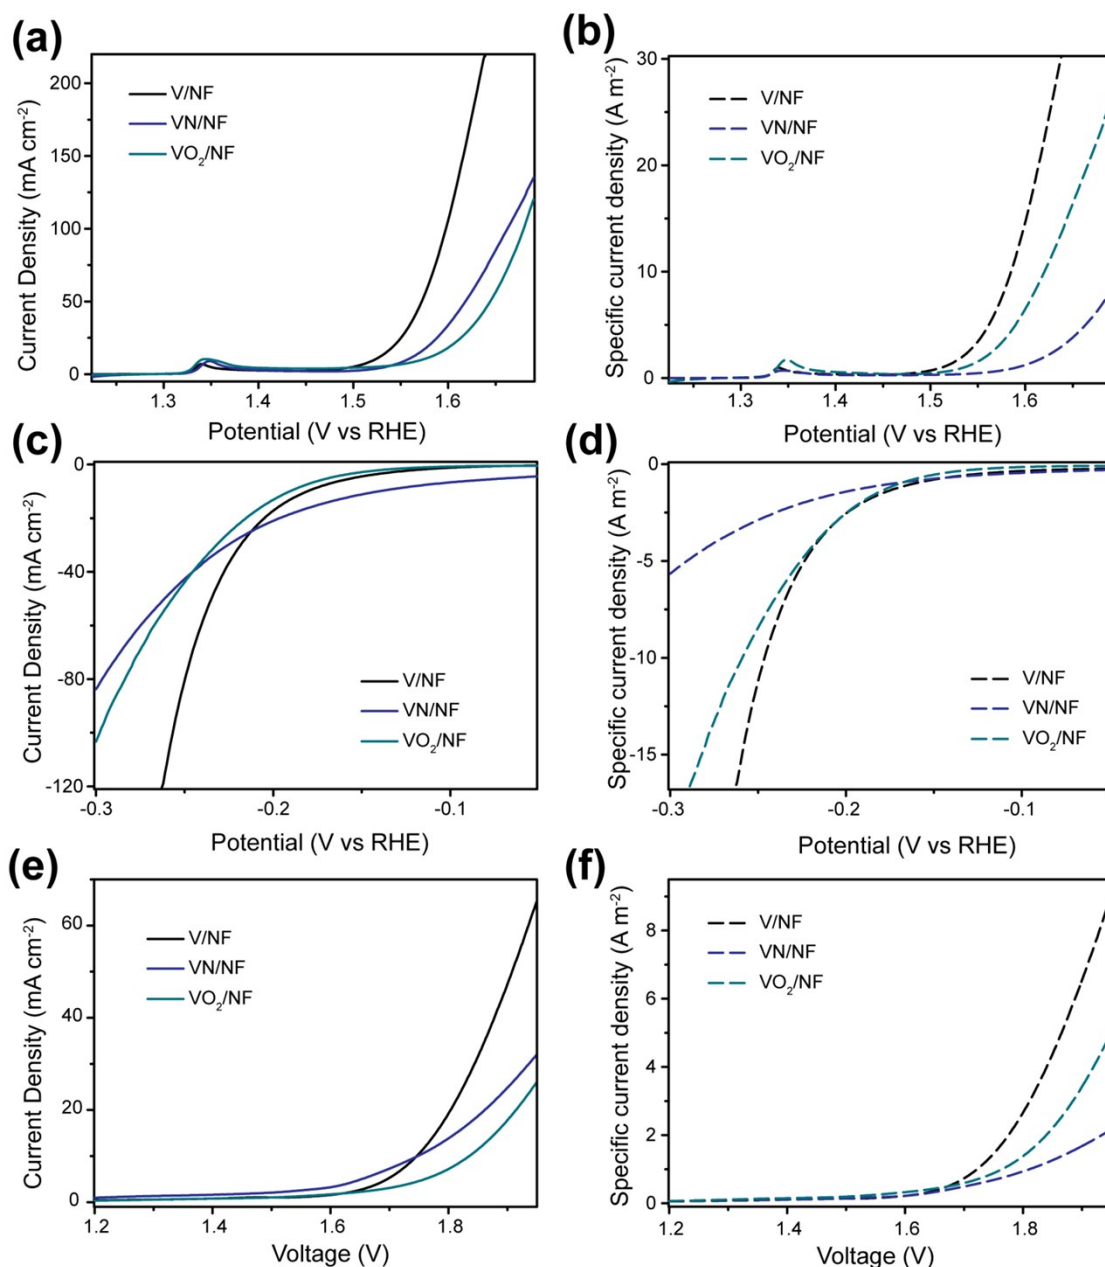 (a)
Current Density (mA cm⁻²)
200
150
100
50
0
V/NF
VN/NF
VO₂/NF
1.3
1.4
1.5
1.6
Potential (V vs RHE)
(b)
Specific current density (A m⁻²)
30
20
10
0
V/NF
VN/NF
VO₂/NF
1.3
1.4
1.5
1.6
Potential (V vs RHE)
(c)
Current Density (mA cm⁻²)
0
-40
-80
-120
V/NF
VN/NF
VO₂/NF
-0.3
-0.2
-0.1
Potential (V vs RHE)
(d)
Specific current density (A m⁻²)
0
-5
-10
-15
V/NF
VN/NF
VO₂/NF
-0.3
-0.2
-0.1
Potential (V vs RHE)
(e)
Current Density (mA cm⁻²)
60
40
20
0
V/NF
VN/NF
VO₂/NF
1.2
1.4
1.6
1.8
Voltage (V)
(f)
Specific current density (A m⁻²)
8
6
4
2
0
V/NF
VN/NF
VO₂/NF
1.2
1.4
1.6
1.8
Voltage (V)